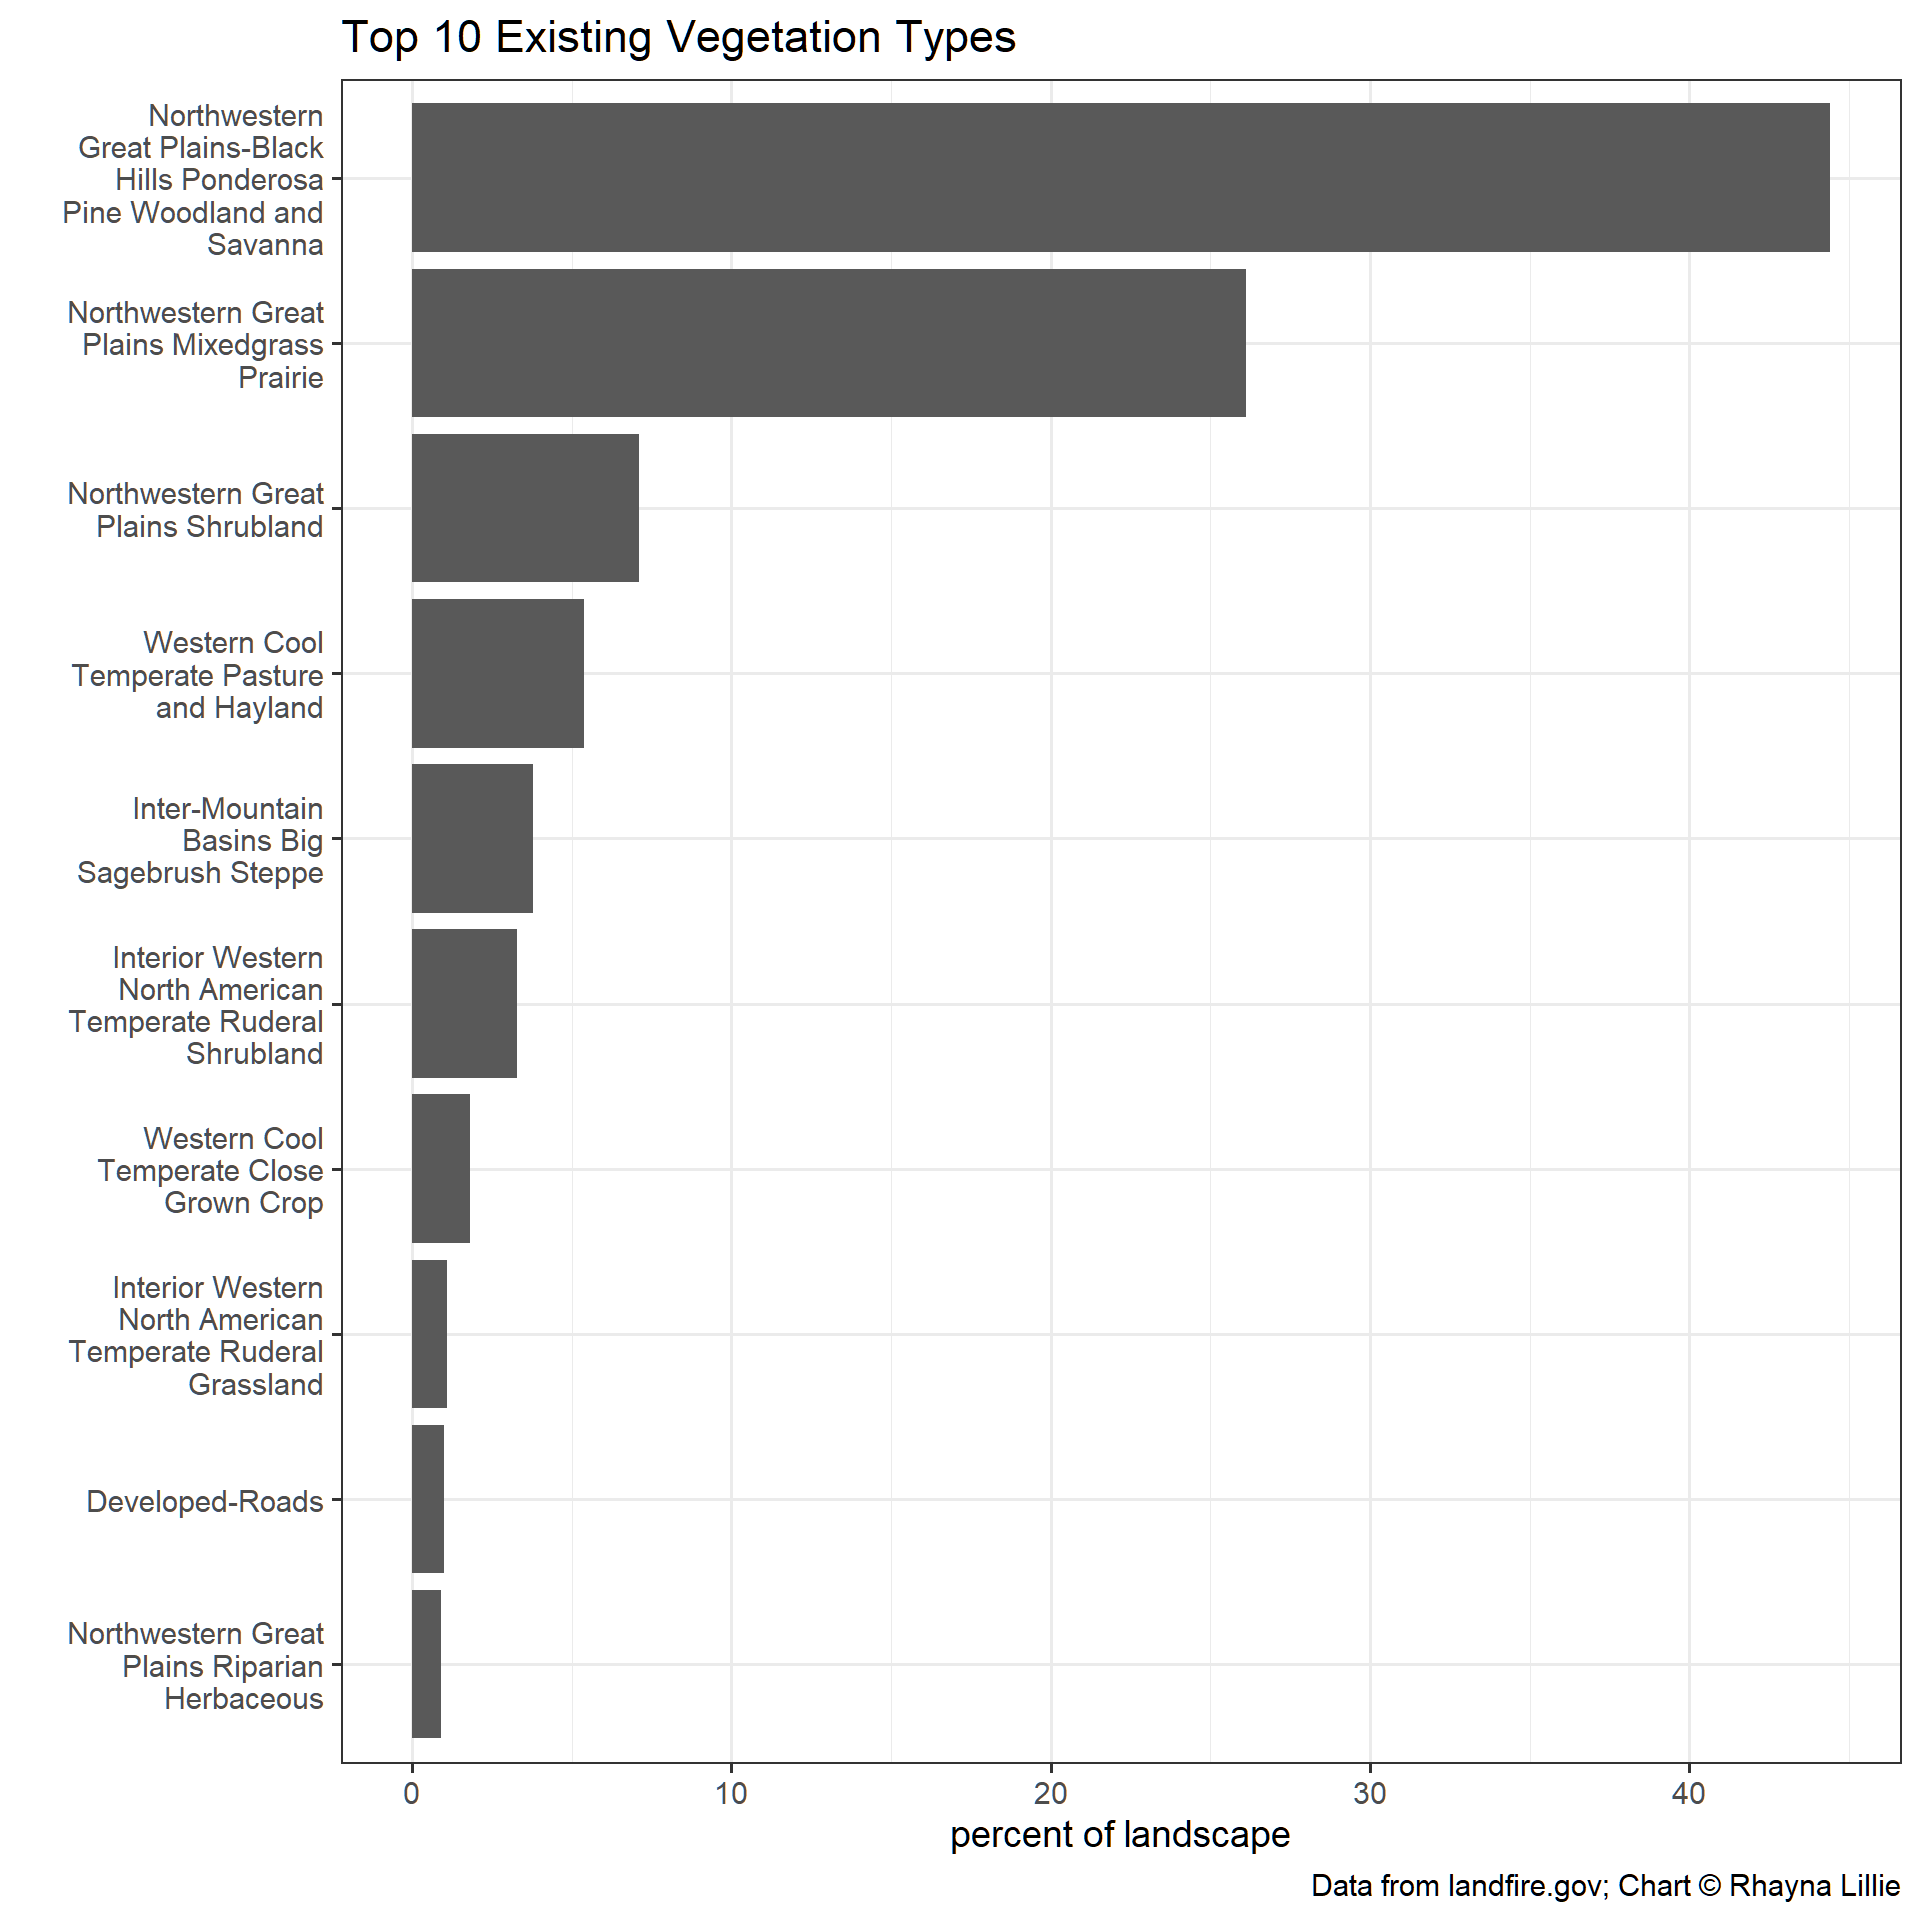 Top 10 Existing Vegetation Types
Northwestern
Great Plains-Black
Hills Ponderosa
Pine Woodland and
Savanna
Northwestern Great
Plains Mixedgrass
Prairie
Northwestern Great
Plains Shrubland
Western Cool
Temperate Pasture
and Hayland
Inter-Mountain
Basins Big
Sagebrush Steppe
Interior Western
North American
Temperate Ruderal
Shrubland
Western Cool
Temperate Close
Grown Crop
Interior Western
North American
Temperate Ruderal
Grassland
Developed-Roads
Northwestern Great
Plains Riparian
Herbaceous
0 10 20 30 40
percent of landscape
Data from landfire.gov; Chart © Rhayna Lillie